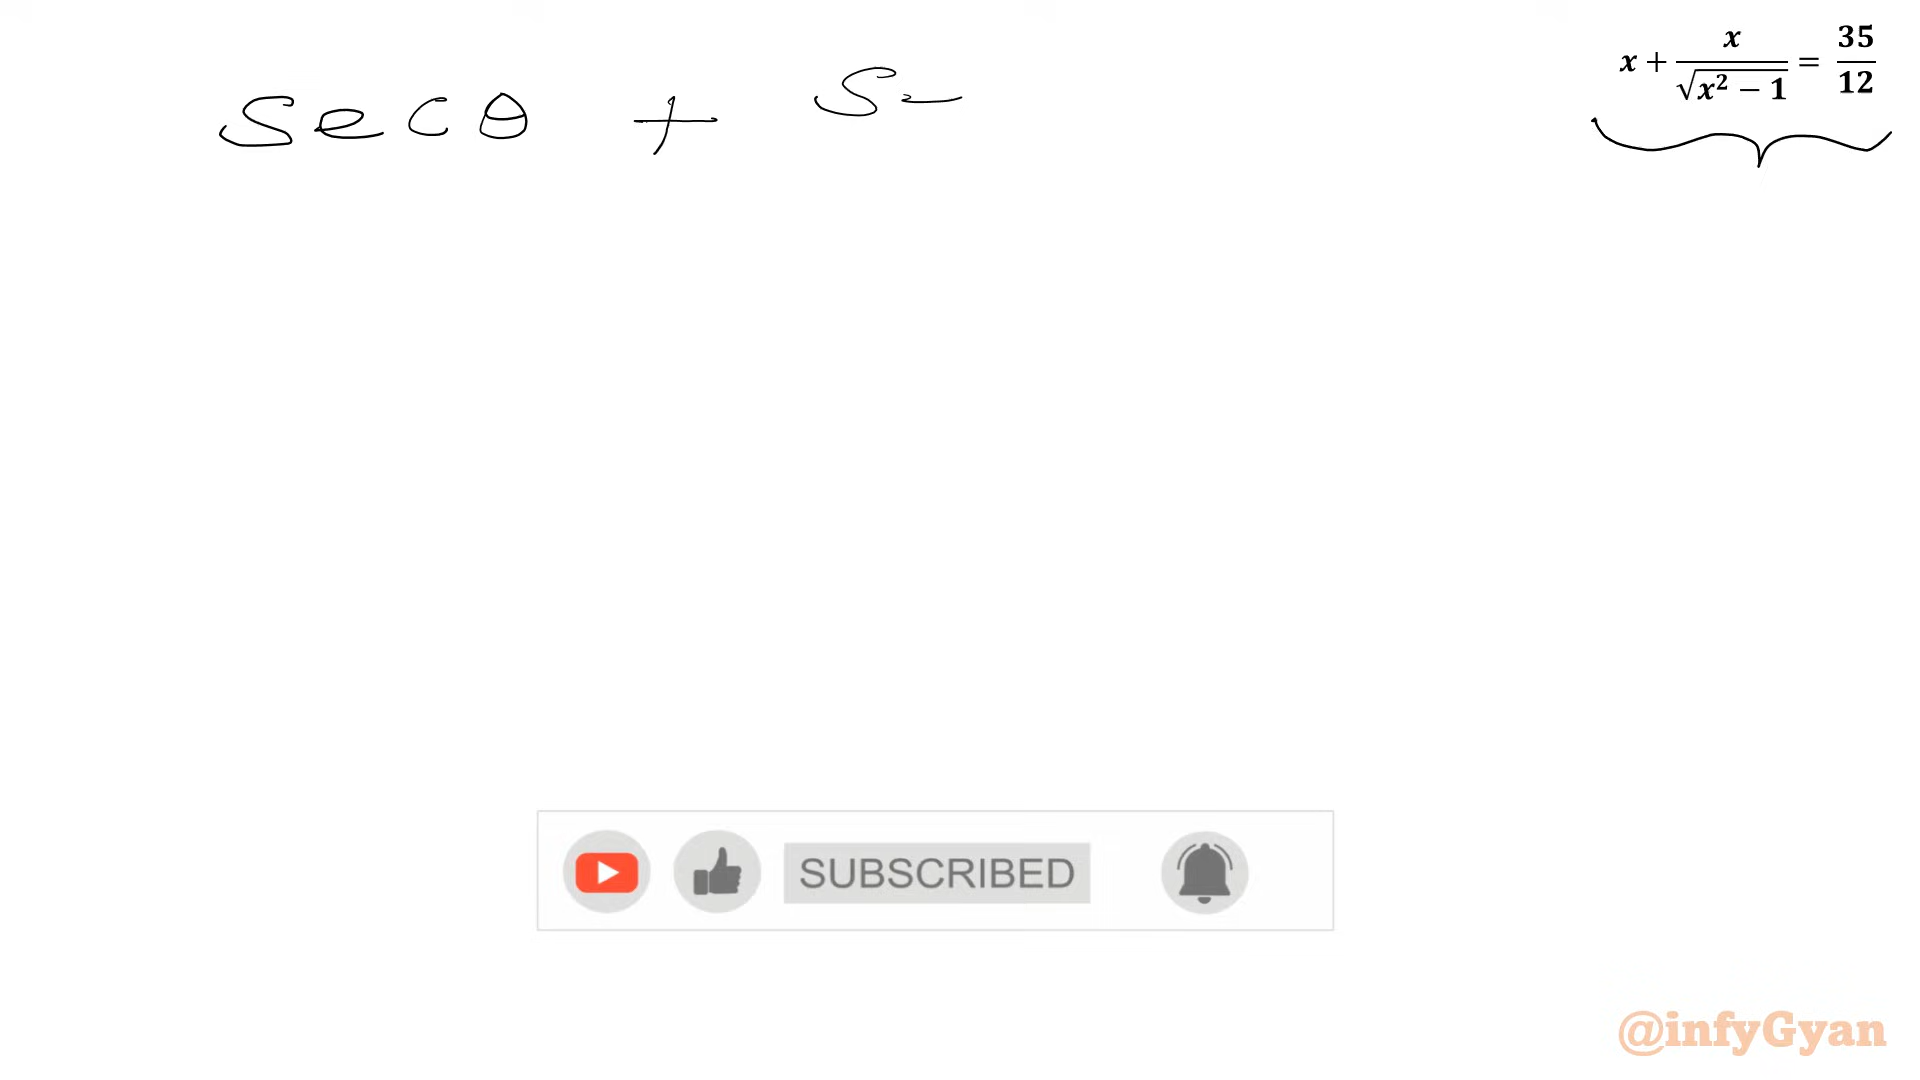 secθ + s
x + x/√(x² − 1) = 35/12
SUBSCRIBED
@infyGyan